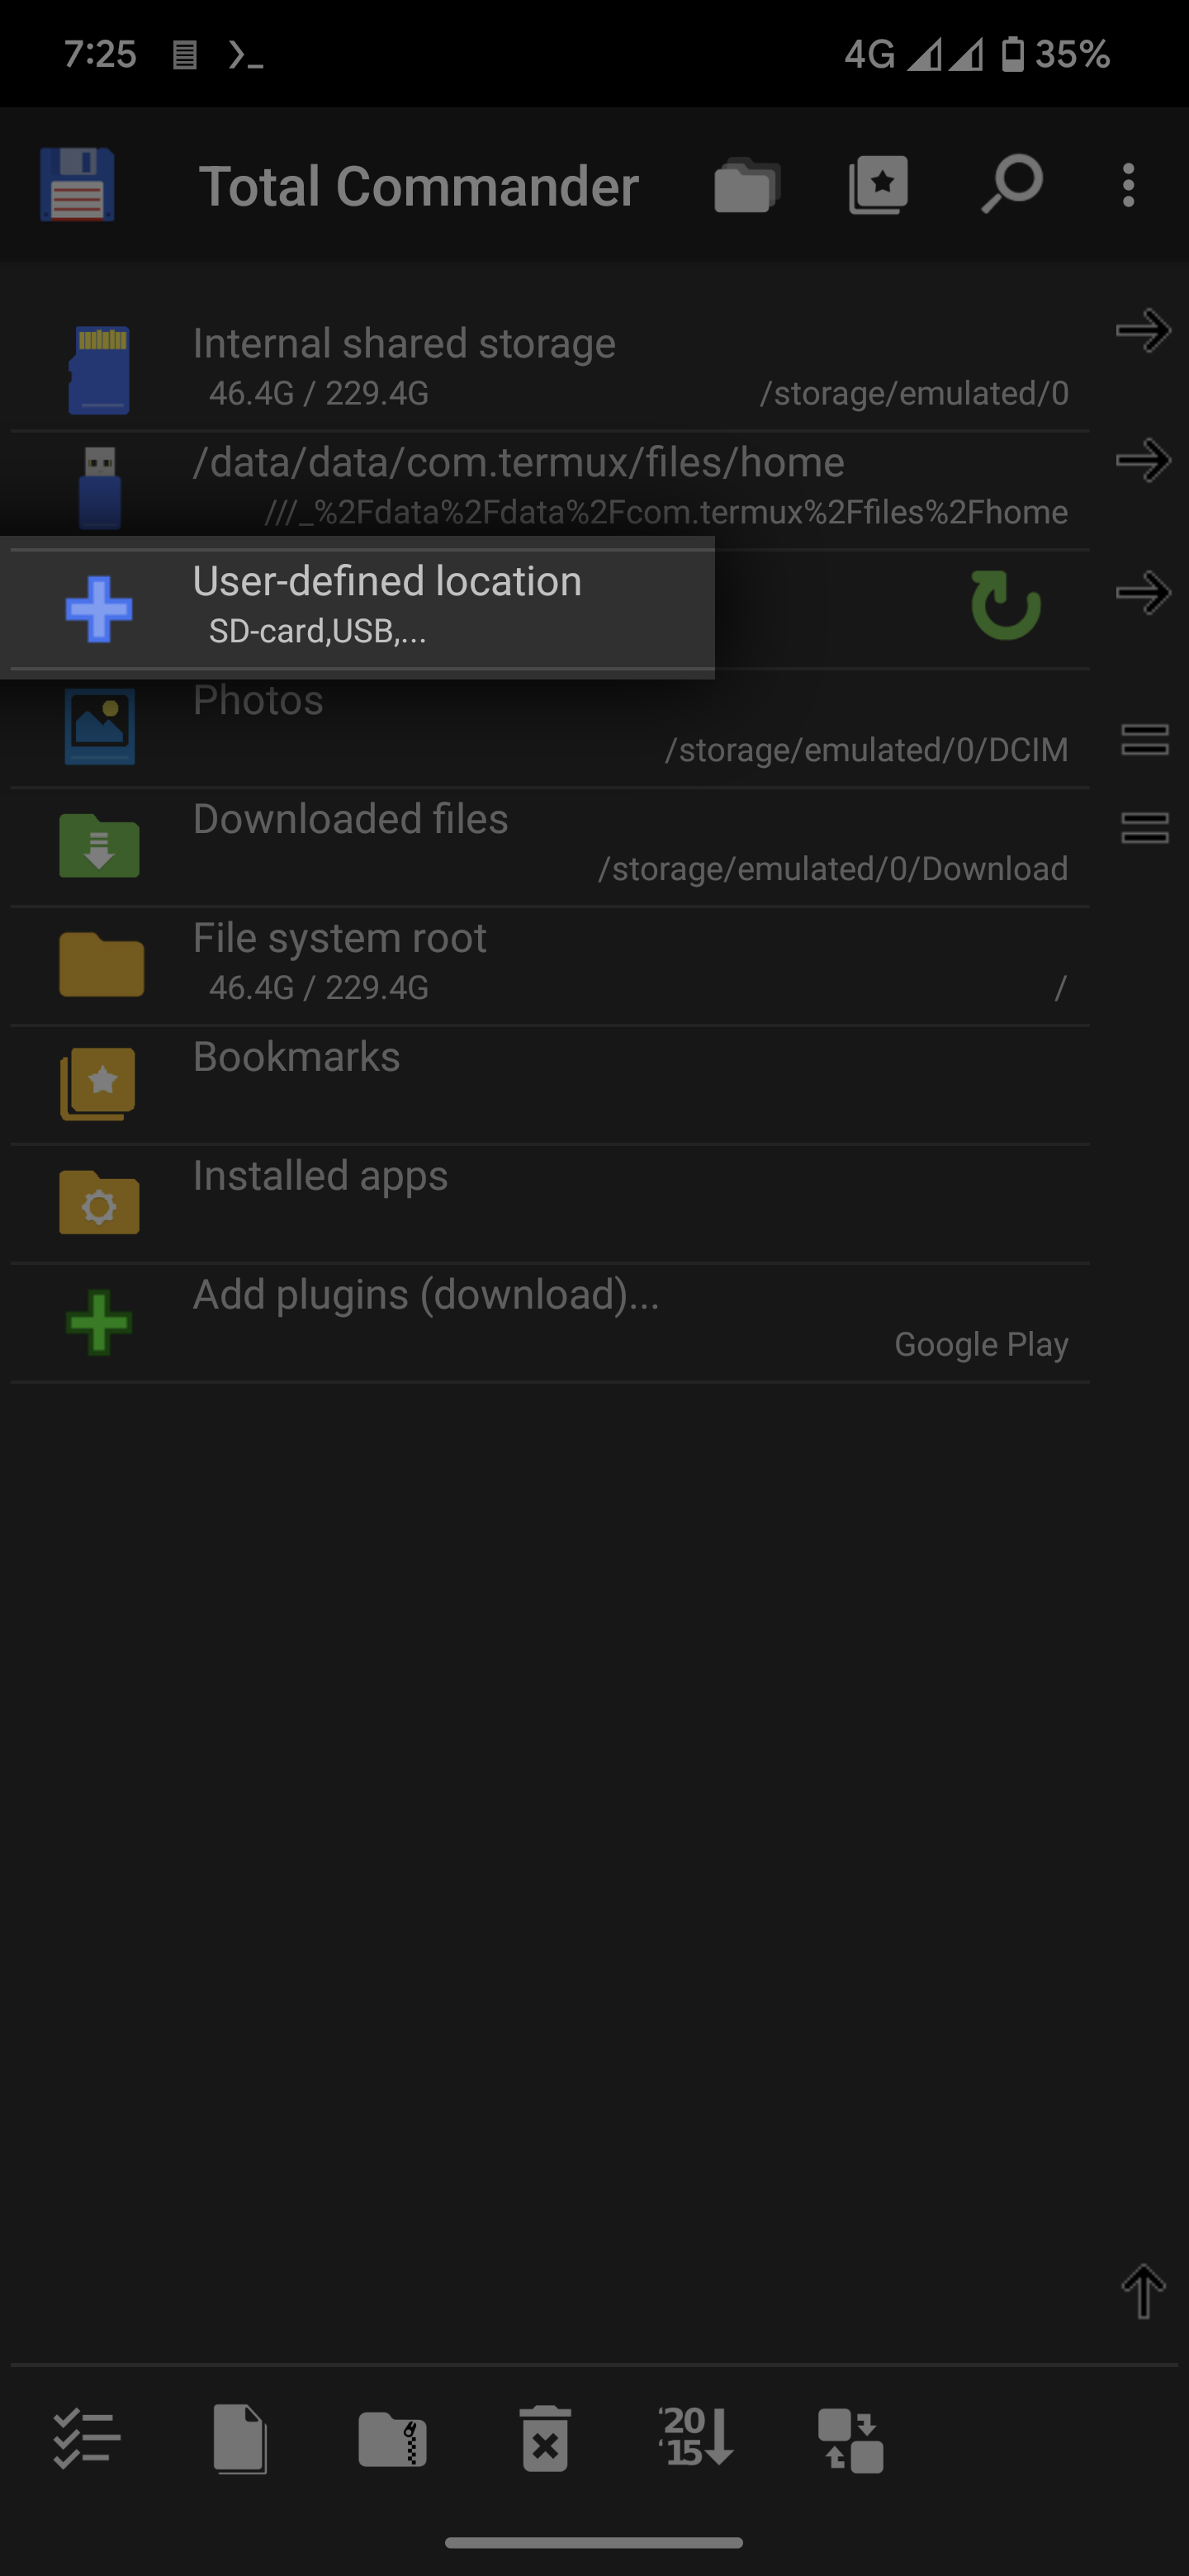 7:25 4G 35%
Total Commander
Internal shared storage
46.4G / 229.4G /storage/emulated/0
/data/data/com.termux/files/home
///_%2Fdata%2Fdata%2Fcom.termux%2Ffiles%2Fhome
User-defined location
SD-card,USB,...
Photos
/storage/emulated/0/DCIM
Downloaded files
/storage/emulated/0/Download
File system root
46.4G / 229.4G /
Bookmarks
Installed apps
Add plugins (download)...
Google Play
'20
'15